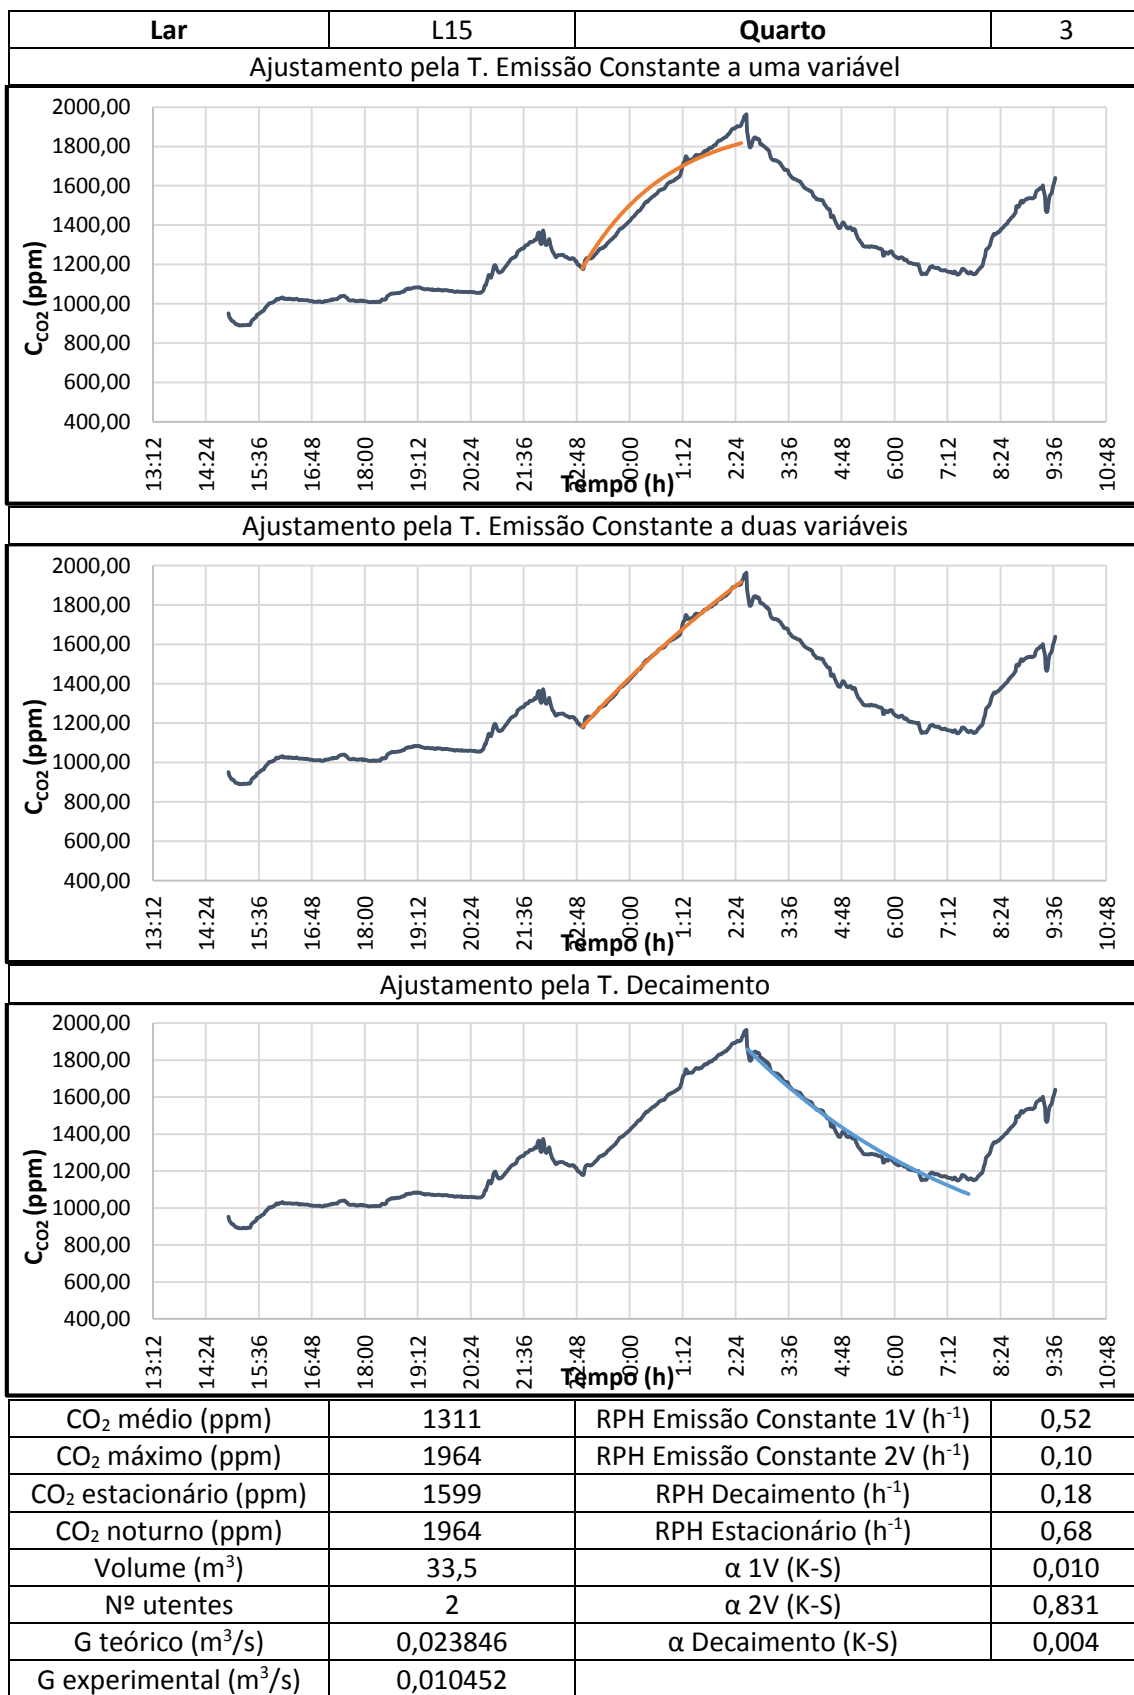 Lar L15 Quarto 3
Ajustamento pela T. Emissão Constante a uma variável
2000,00
1800,00
1600,00
1400,00
1200,00
1000,00
800,00
600,00
400,00
C_CO2 (ppm)
13:12 14:24 15:36 16:48 18:00 19:12 20:24 21:36 22:48 0:00 1:12 2:24 3:36 4:48 6:00 7:12 8:24 9:36 10:48
Tempo (h)
Ajustamento pela T. Emissão Constante a duas variáveis
2000,00
1800,00
1600,00
1400,00
1200,00
1000,00
800,00
600,00
400,00
C_CO2 (ppm)
13:12 14:24 15:36 16:48 18:00 19:12 20:24 21:36 22:48 0:00 1:12 2:24 3:36 4:48 6:00 7:12 8:24 9:36 10:48
Tempo (h)
Ajustamento pela T. Decaimento
2000,00
1800,00
1600,00
1400,00
1200,00
1000,00
800,00
600,00
400,00
C_CO2 (ppm)
13:12 14:24 15:36 16:48 18:00 19:12 20:24 21:36 22:48 0:00 1:12 2:24 3:36 4:48 6:00 7:12 8:24 9:36 10:48
Tempo (h)
CO₂ médio (ppm) 1311 RPH Emissão Constante 1V (h⁻¹) 0,52
CO₂ máximo (ppm) 1964 RPH Emissão Constante 2V (h⁻¹) 0,10
CO₂ estacionário (ppm) 1599 RPH Decaimento (h⁻¹) 0,18
CO₂ noturno (ppm) 1964 RPH Estacionário (h⁻¹) 0,68
Volume (m³) 33,5 α 1V (K-S) 0,010
Nº utentes 2 α 2V (K-S) 0,831
G teórico (m³/s) 0,023846 α Decaimento (K-S) 0,004
G experimental (m³/s) 0,010452